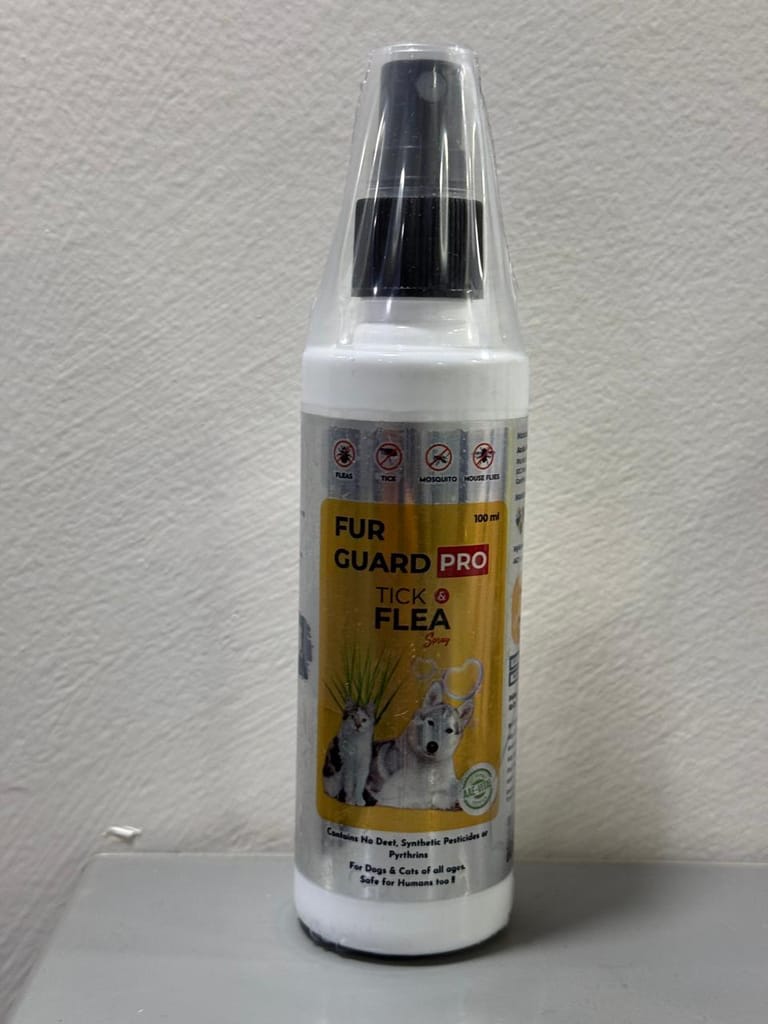 FLEAS
TICK
MOSQUITO
HOUSE FLIES
100 ml
FUR
GUARD PRO
TICK &
FLEA
Spray
Contains No Deet, Synthetic Pesticides or
Pyrthrins
For Dogs & Cats of all ages.
Safe for Humans too !!